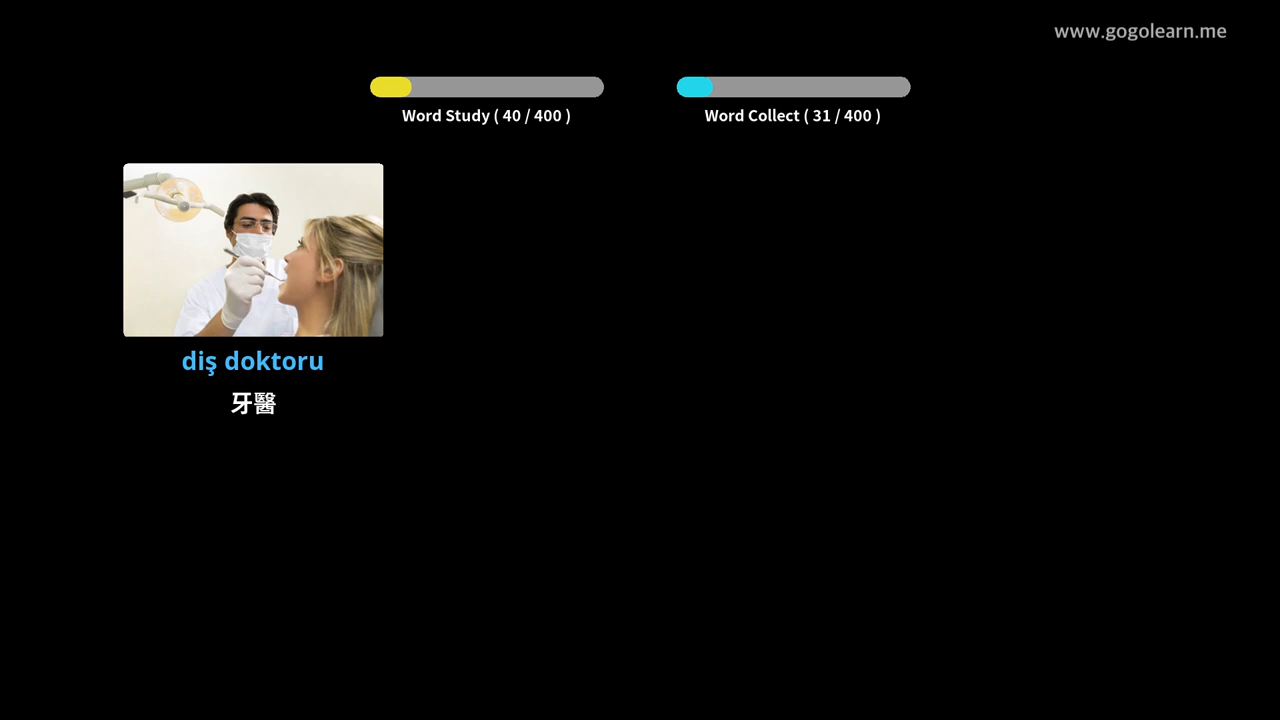 www.gogolearn.me
Word Study ( 40 / 400 )
Word Collect ( 31 / 400 )
diş doktoru
牙醫